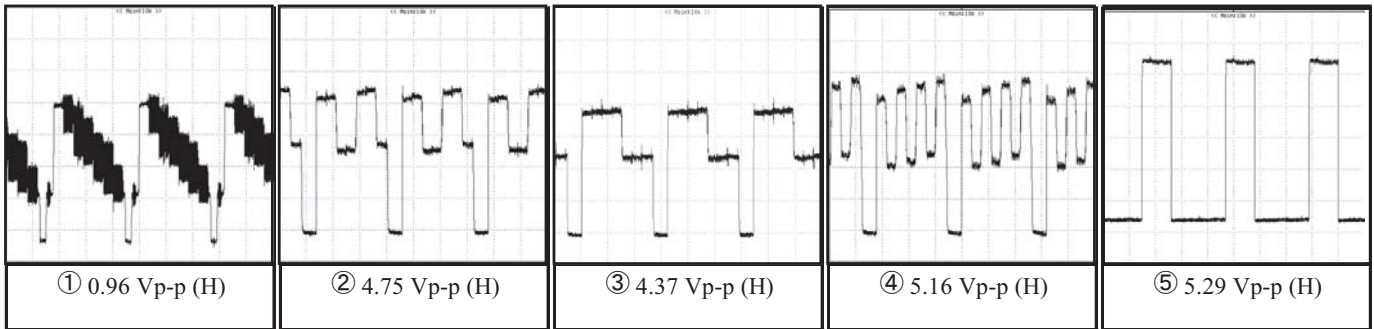 ① 0.96 Vp-p (H)
② 4.75 Vp-p (H)
③ 4.37 Vp-p (H)
④ 5.16 Vp-p (H)
⑤ 5.29 Vp-p (H)